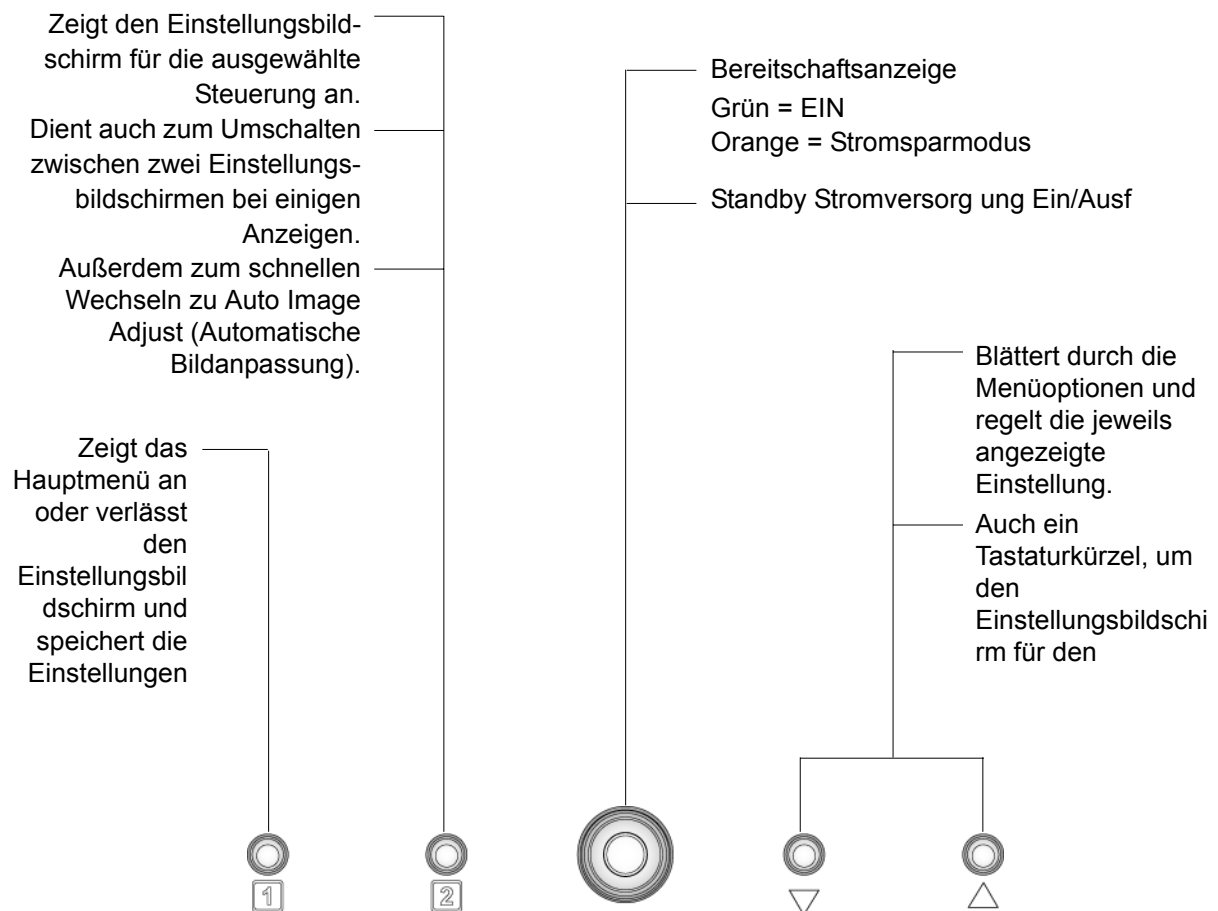 Zeigt den Einstellungsbild-
schirm für die ausgewählte
Steuerung an.
Dient auch zum Umschalten
zwischen zwei Einstellungs-
bildschirmen bei einigen
Anzeigen.
Außerdem zum schnellen
Wechseln zu Auto Image
Adjust (Automatische
Bildanpassung).
Zeigt das
Hauptmenü an
oder verlässt
den
Einstellungsbil
dschirm und
speichert die
Einstellungen
Bereitschaftsanzeige
Grün = EIN
Orange = Stromsparmodus
Standby Stromversorg ung Ein/Ausf
Blättert durch die
Menüoptionen und
regelt die jeweils
angezeigte
Einstellung.
Auch ein
Tastaturkürzel, um
den
Einstellungsbildschi
rm für den
1
2